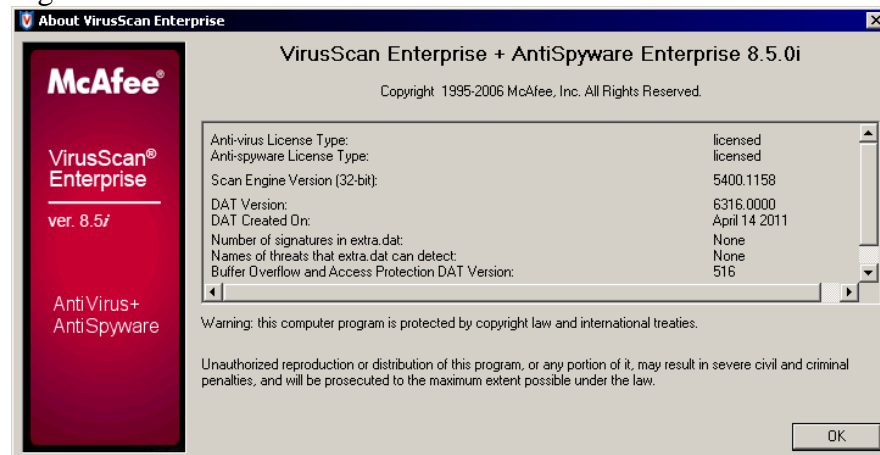 About VirusScan Enterprise
McAfee®
VirusScan®
Enterprise
ver. 8.5i
AntiVirus+
AntiSpyware
VirusScan Enterprise + AntiSpyware Enterprise 8.5.0i
Copyright 1995-2006 McAfee, Inc. All Rights Reserved.
Anti-virus License Type: licensed
Anti-spyware License Type: licensed
Scan Engine Version (32-bit): 5400.1158
DAT Version: 6316.0000
DAT Created On: April 14 2011
Number of signatures in extra.dat: None
Names of threats that extra.dat can detect: None
Buffer Overflow and Access Protection DAT Version: 516
Warning: this computer program is protected by copyright law and international treaties.
Unauthorized reproduction or distribution of this program, or any portion of it, may result in severe civil and criminal
penalties, and will be prosecuted to the maximum extent possible under the law.
OK